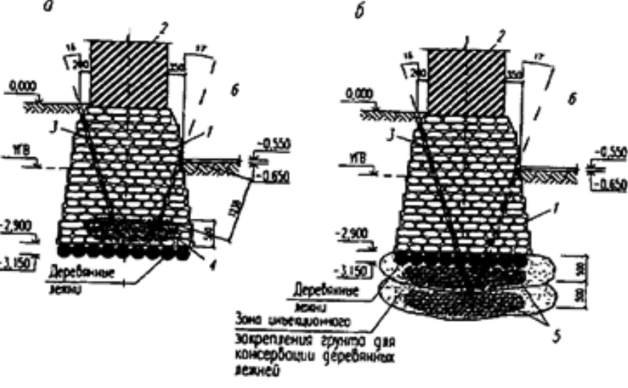 а
2
16
17
240
350
б
0,000
3
1
-0,550
-0,650
УГВ
-2,900
-3,150
4
Деревянные
лежни
б
2
16
17
240
350
б
0,000
3
-0,550
-0,650
УГВ
1
-2,900
-3,150
500
500
Деревянные
лежни
5
Зона инъекционного
закрепления грунта для
консервации деревянных
лежней